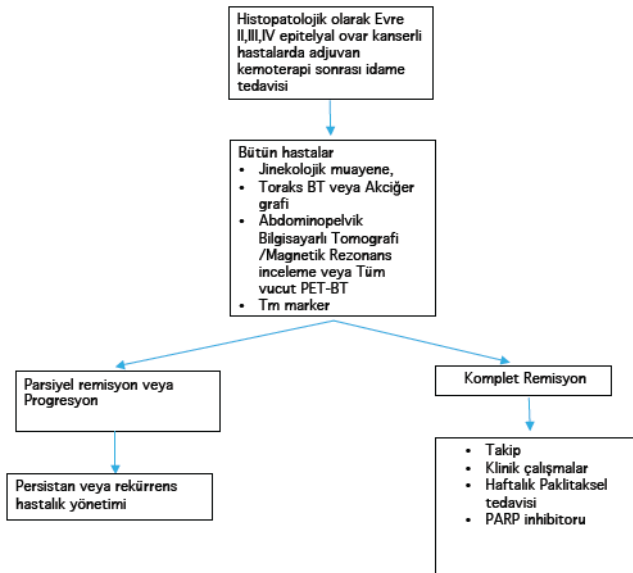 Histopatolojik olarak Evre
II,III,IV epitelyal ovar kanserli
hastalarda adjuvan
kemoterapi sonrası idame
tedavisi
Bütün hastalar
• Jinekolojik muayene,
• Toraks BT veya Akciğer
grafi
• Abdominopelvik
Bilgisayarlı Tomografi
/Magnetik Rezonans
inceleme veya Tüm
vucut PET-BT
• Tm marker
Parsiyel remisyon veya
Progresyon
Komplet Remisyon
Persistan veya rekürrens
hastalık yönetimi
• Takip
• Klinik çalışmalar
• Haftalık Paklitaksel
tedavisi
• PARP inhibitoru